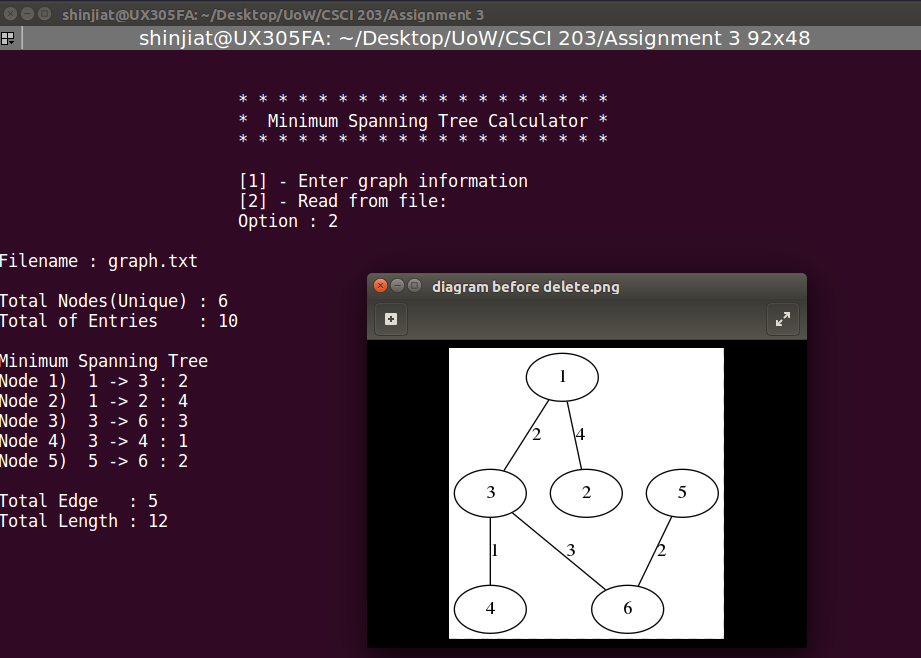 shinjiat@UX305FA: ~/Desktop/UoW/CSCI 203/Assignment 3
shinjiat@UX305FA: ~/Desktop/UoW/CSCI 203/Assignment 3 92x48
* * * * * * * * * * * * * * * * * * *
* Minimum Spanning Tree Calculator *
* * * * * * * * * * * * * * * * * * *
[1] - Enter graph information
[2] - Read from file:
Option : 2
Filename : graph.txt
Total Nodes(Unique) : 6
Total of Entries : 10
Minimum Spanning Tree
Node 1) 1 -> 3 : 2
Node 2) 1 -> 2 : 4
Node 3) 3 -> 6 : 3
Node 4) 3 -> 4 : 1
Node 5) 5 -> 6 : 2
Total Edge : 5
Total Length : 12
diagram before delete.png
1
2 4
3 2 5
1 3 2
4 6